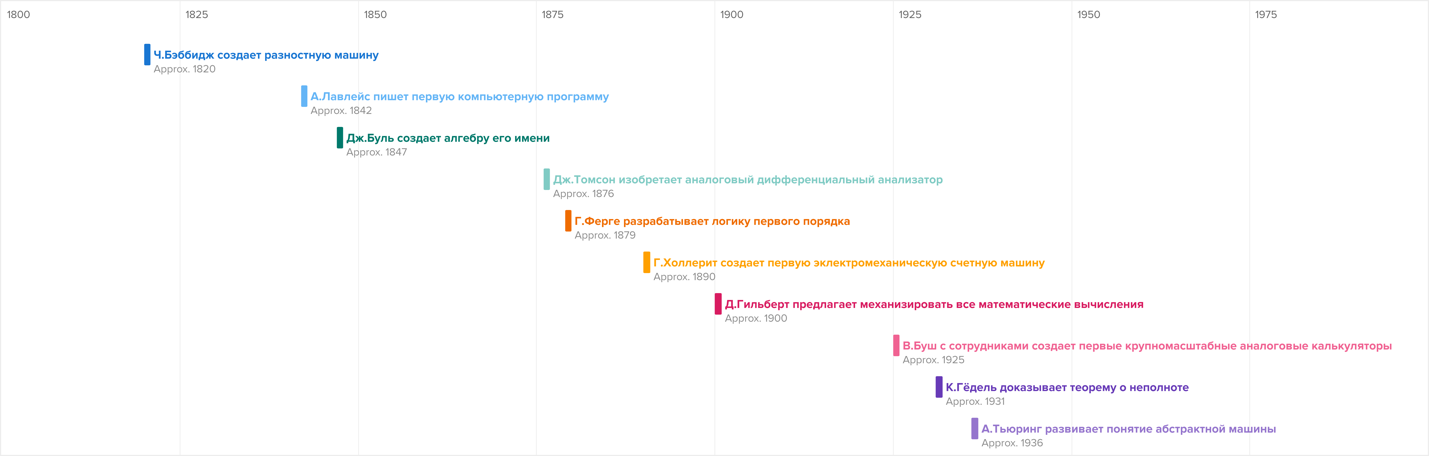 1800 1825 1850 1875 1900 1925 1950 1975
Ч.Бэббидж создает разностную машину
Approx. 1820
А.Лавлейс пишет первую компьютерную программу
Approx. 1842
Дж.Буль создает алгебру его имени
Approx. 1847
Дж.Томсон изобретает аналоговый дифференциальный анализатор
Approx. 1876
Г.Ферге разрабатывает логику первого порядка
Approx. 1879
Г.Холлерит создает первую эклектромеханическую счетную машину
Approx. 1890
Д.Гильберт предлагает механизировать все математические вычисления
Approx. 1900
В.Буш с сотрудниками создает первые крупномасштабные аналоговые калькуляторы
Approx. 1925
К.Гёдель доказывает теорему о неполноте
Approx. 1931
А.Тьюринг развивает понятие абстрактной машины
Approx. 1936